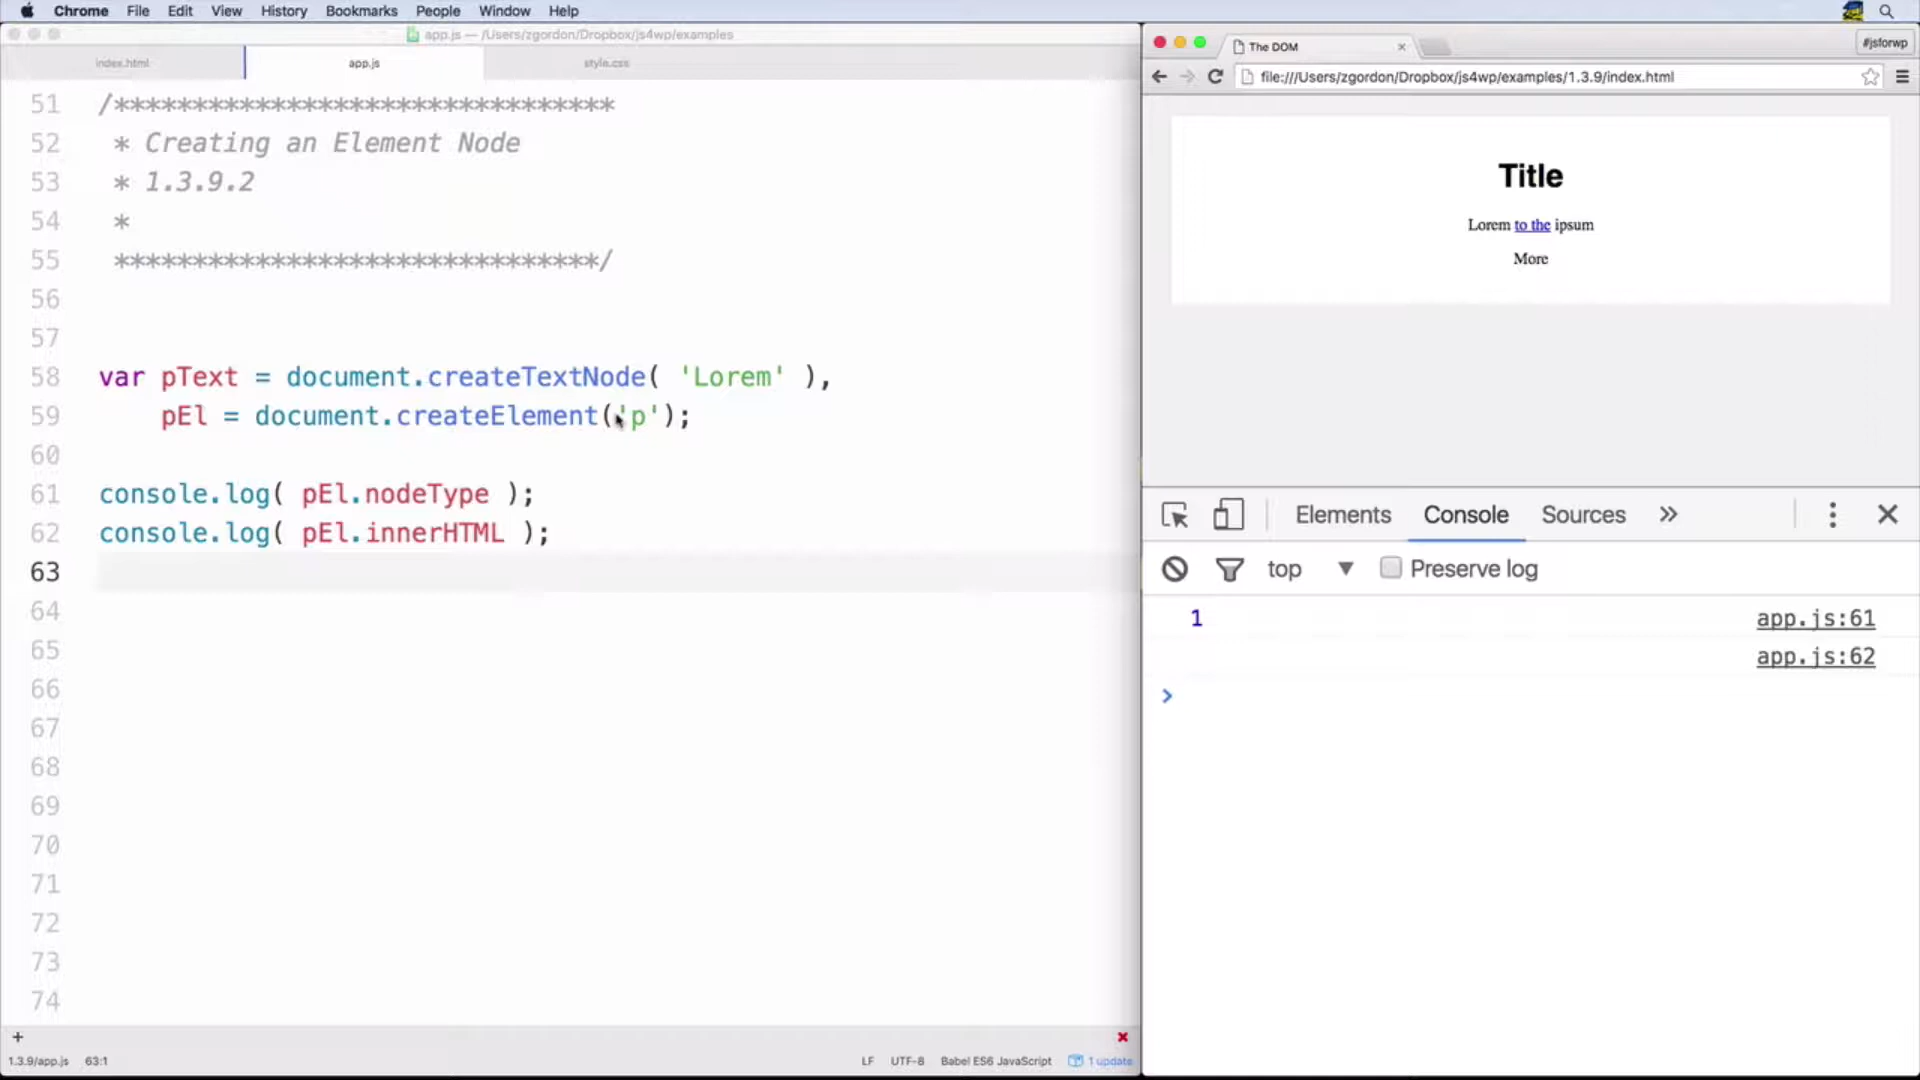 Chrome File Edit View History Bookmarks People Window Help
app.js — /Users/zgordon/Dropbox/js4wp/examples
index.html app.js style.css
51 /********************************
52 * Creating an Element Node
53 * 1.3.9.2
54 *
55 *******************************/
56
57
58 var pText = document.createTextNode( 'Lorem' ),
59 pEl = document.createElement('p');
60
61 console.log( pEl.nodeType );
62 console.log( pEl.innerHTML );
63
64
65
66
67
68
69
70
71
72
73
74
+
1.3.9/app.js 63:1 LF UTF-8 Babel ES6 JavaScript 1 update
The DOM
#jsforwp
file:///Users/zgordon/Dropbox/js4wp/examples/1.3.9/index.html
Title
Lorem to the ipsum
More
Elements Console Sources »
top Preserve log
1 app.js:61
app.js:62